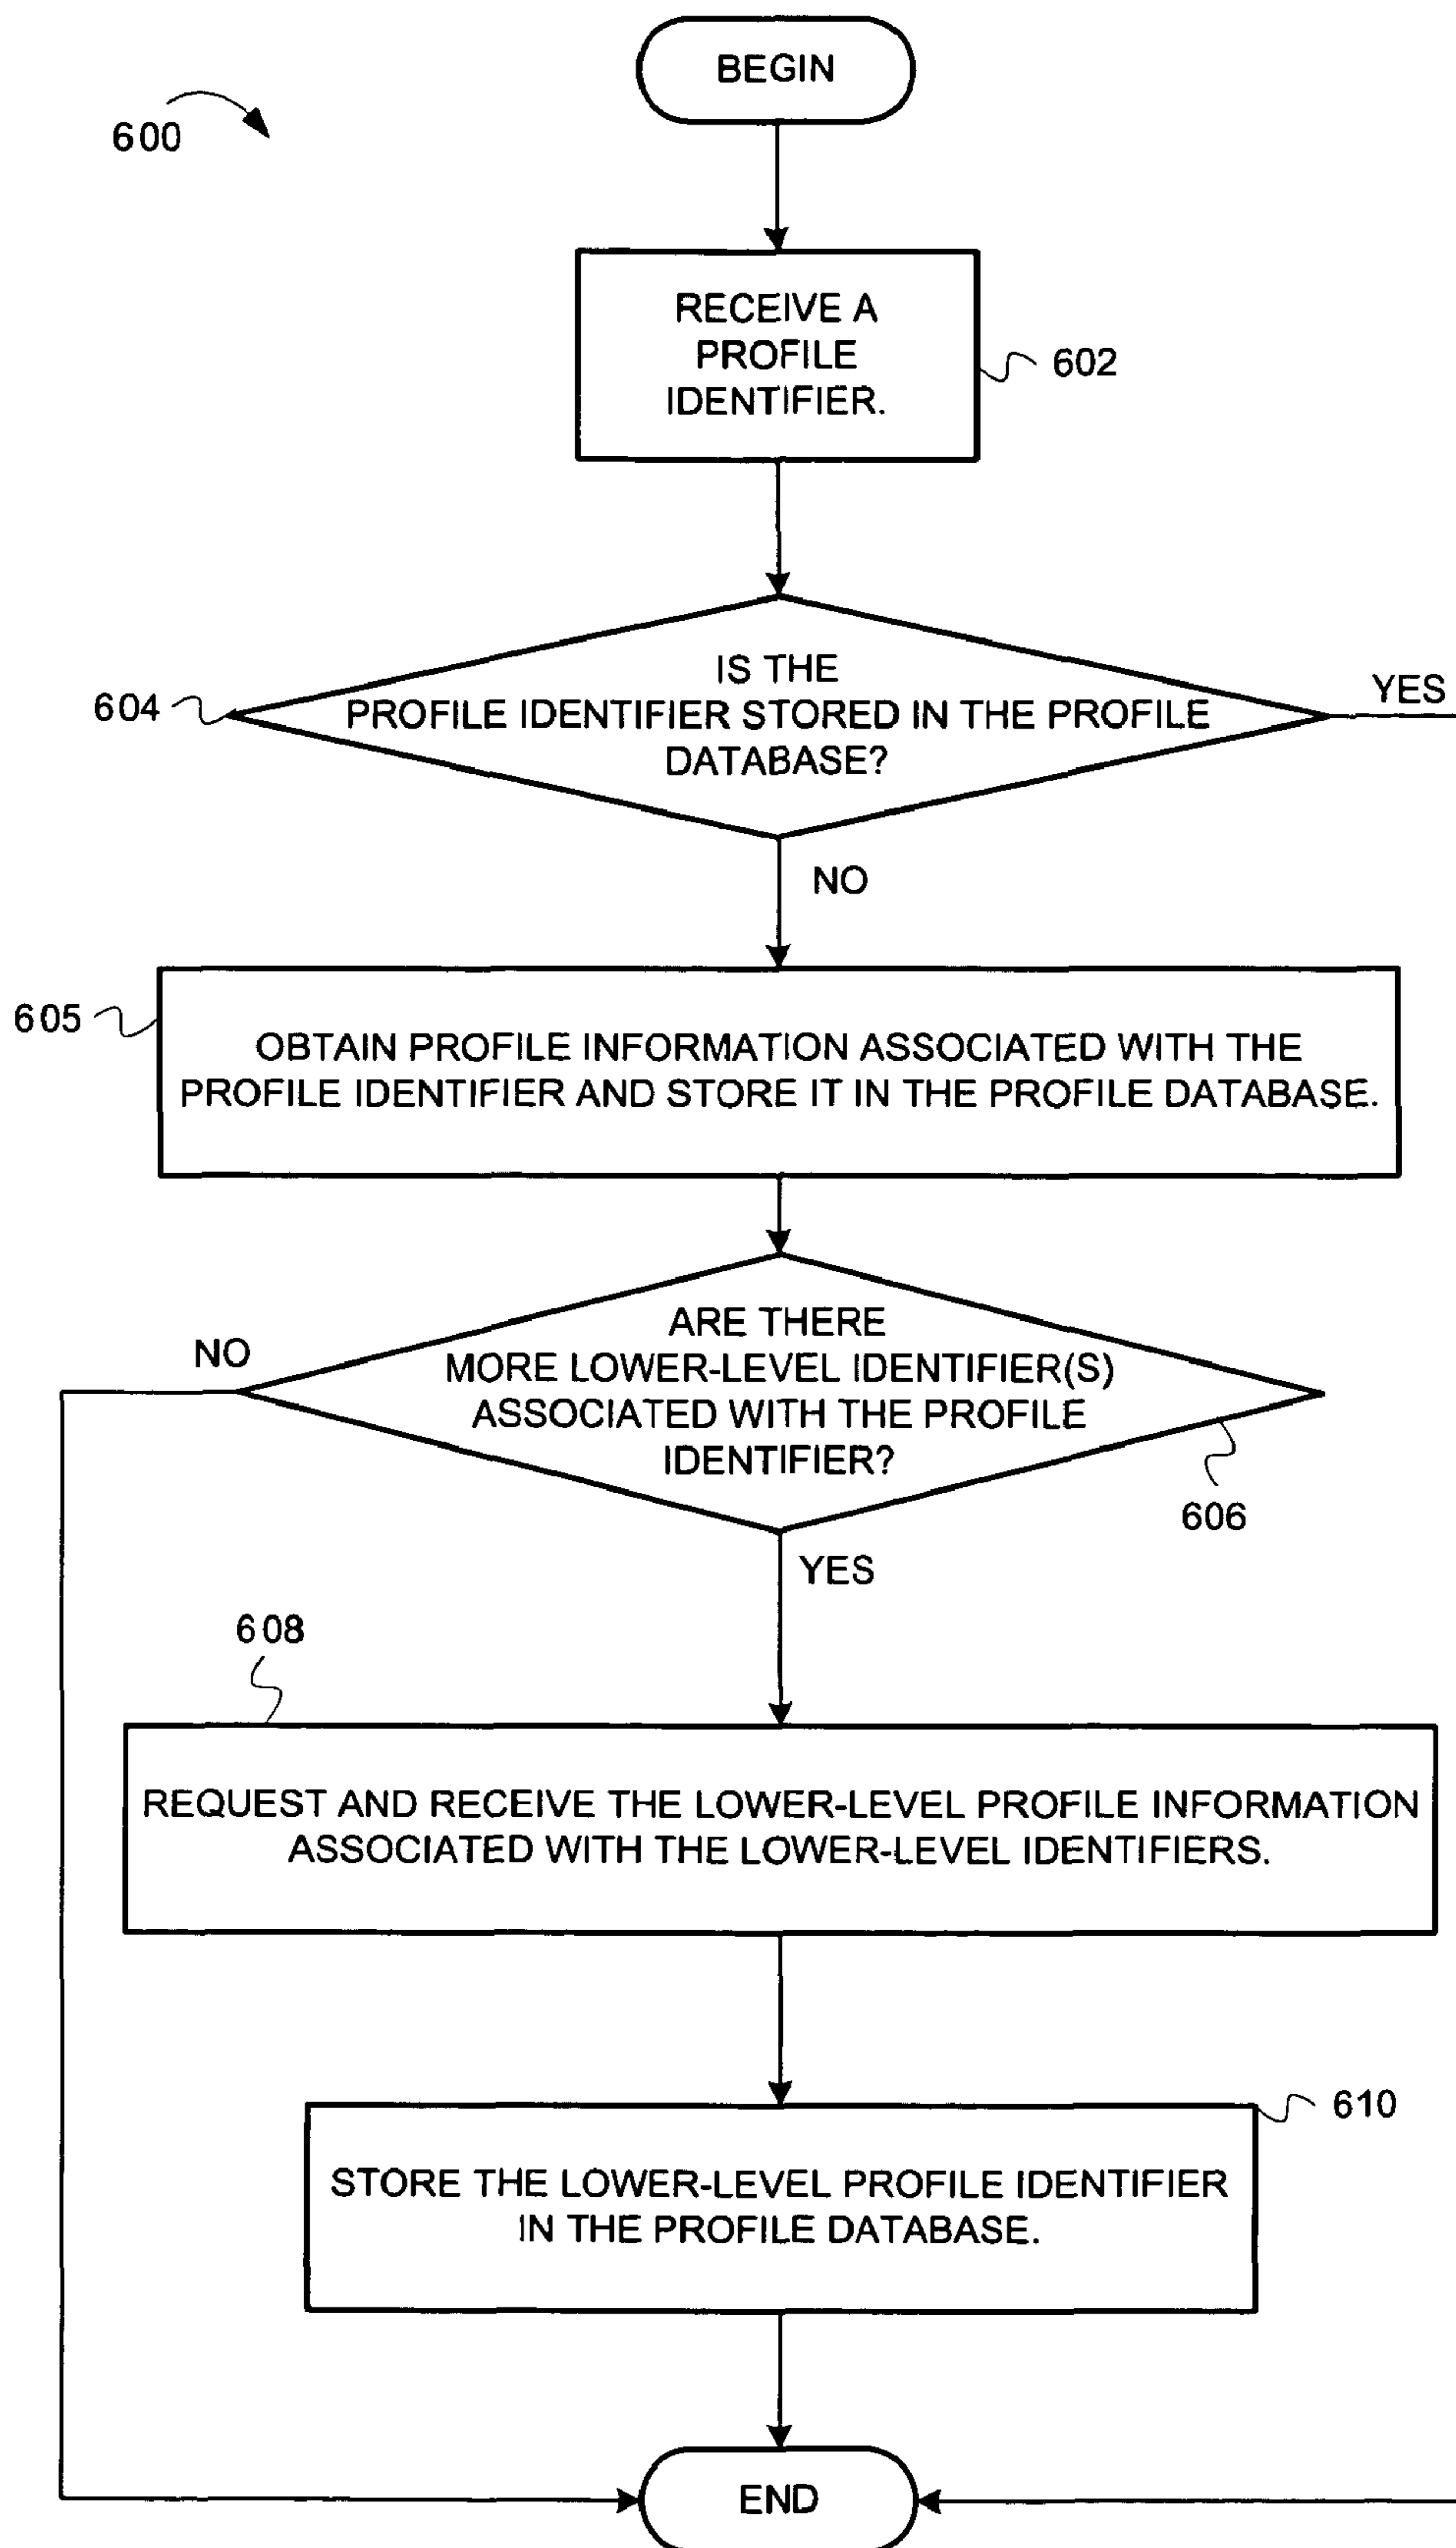 BEGIN
600
RECEIVE A
PROFILE
IDENTIFIER.
602
IS THE
PROFILE IDENTIFIER STORED IN THE PROFILE
DATABASE?
604
YES
NO
605
OBTAIN PROFILE INFORMATION ASSOCIATED WITH THE
PROFILE IDENTIFIER AND STORE IT IN THE PROFILE DATABASE.
ARE THERE
MORE LOWER-LEVEL IDENTIFIER(S)
ASSOCIATED WITH THE PROFILE
IDENTIFIER?
NO
606
YES
608
REQUEST AND RECEIVE THE LOWER-LEVEL PROFILE INFORMATION
ASSOCIATED WITH THE LOWER-LEVEL IDENTIFIERS.
610
STORE THE LOWER-LEVEL PROFILE IDENTIFIER
IN THE PROFILE DATABASE.
END